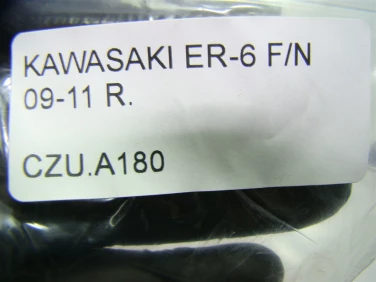 KAWASAKI ER-6 F/N
09-11 R.
CZU.A180